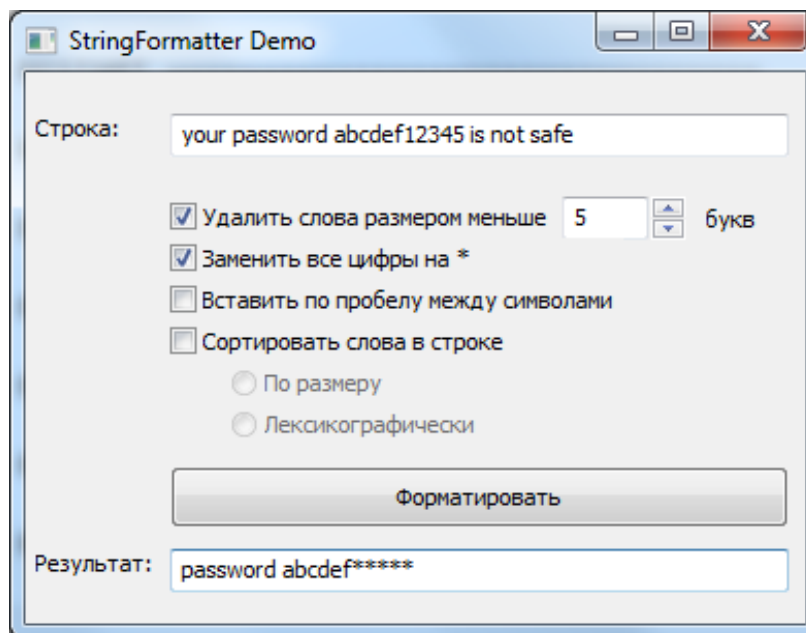 StringFormatter Demo
Строка: your password abcdef12345 is not safe
Удалить слова размером меньше 5 букв
Заменить все цифры на *
Вставить по пробелу между символами
Сортировать слова в строке
По размеру
Лексикографически
Форматировать
Результат: password abcdef*****